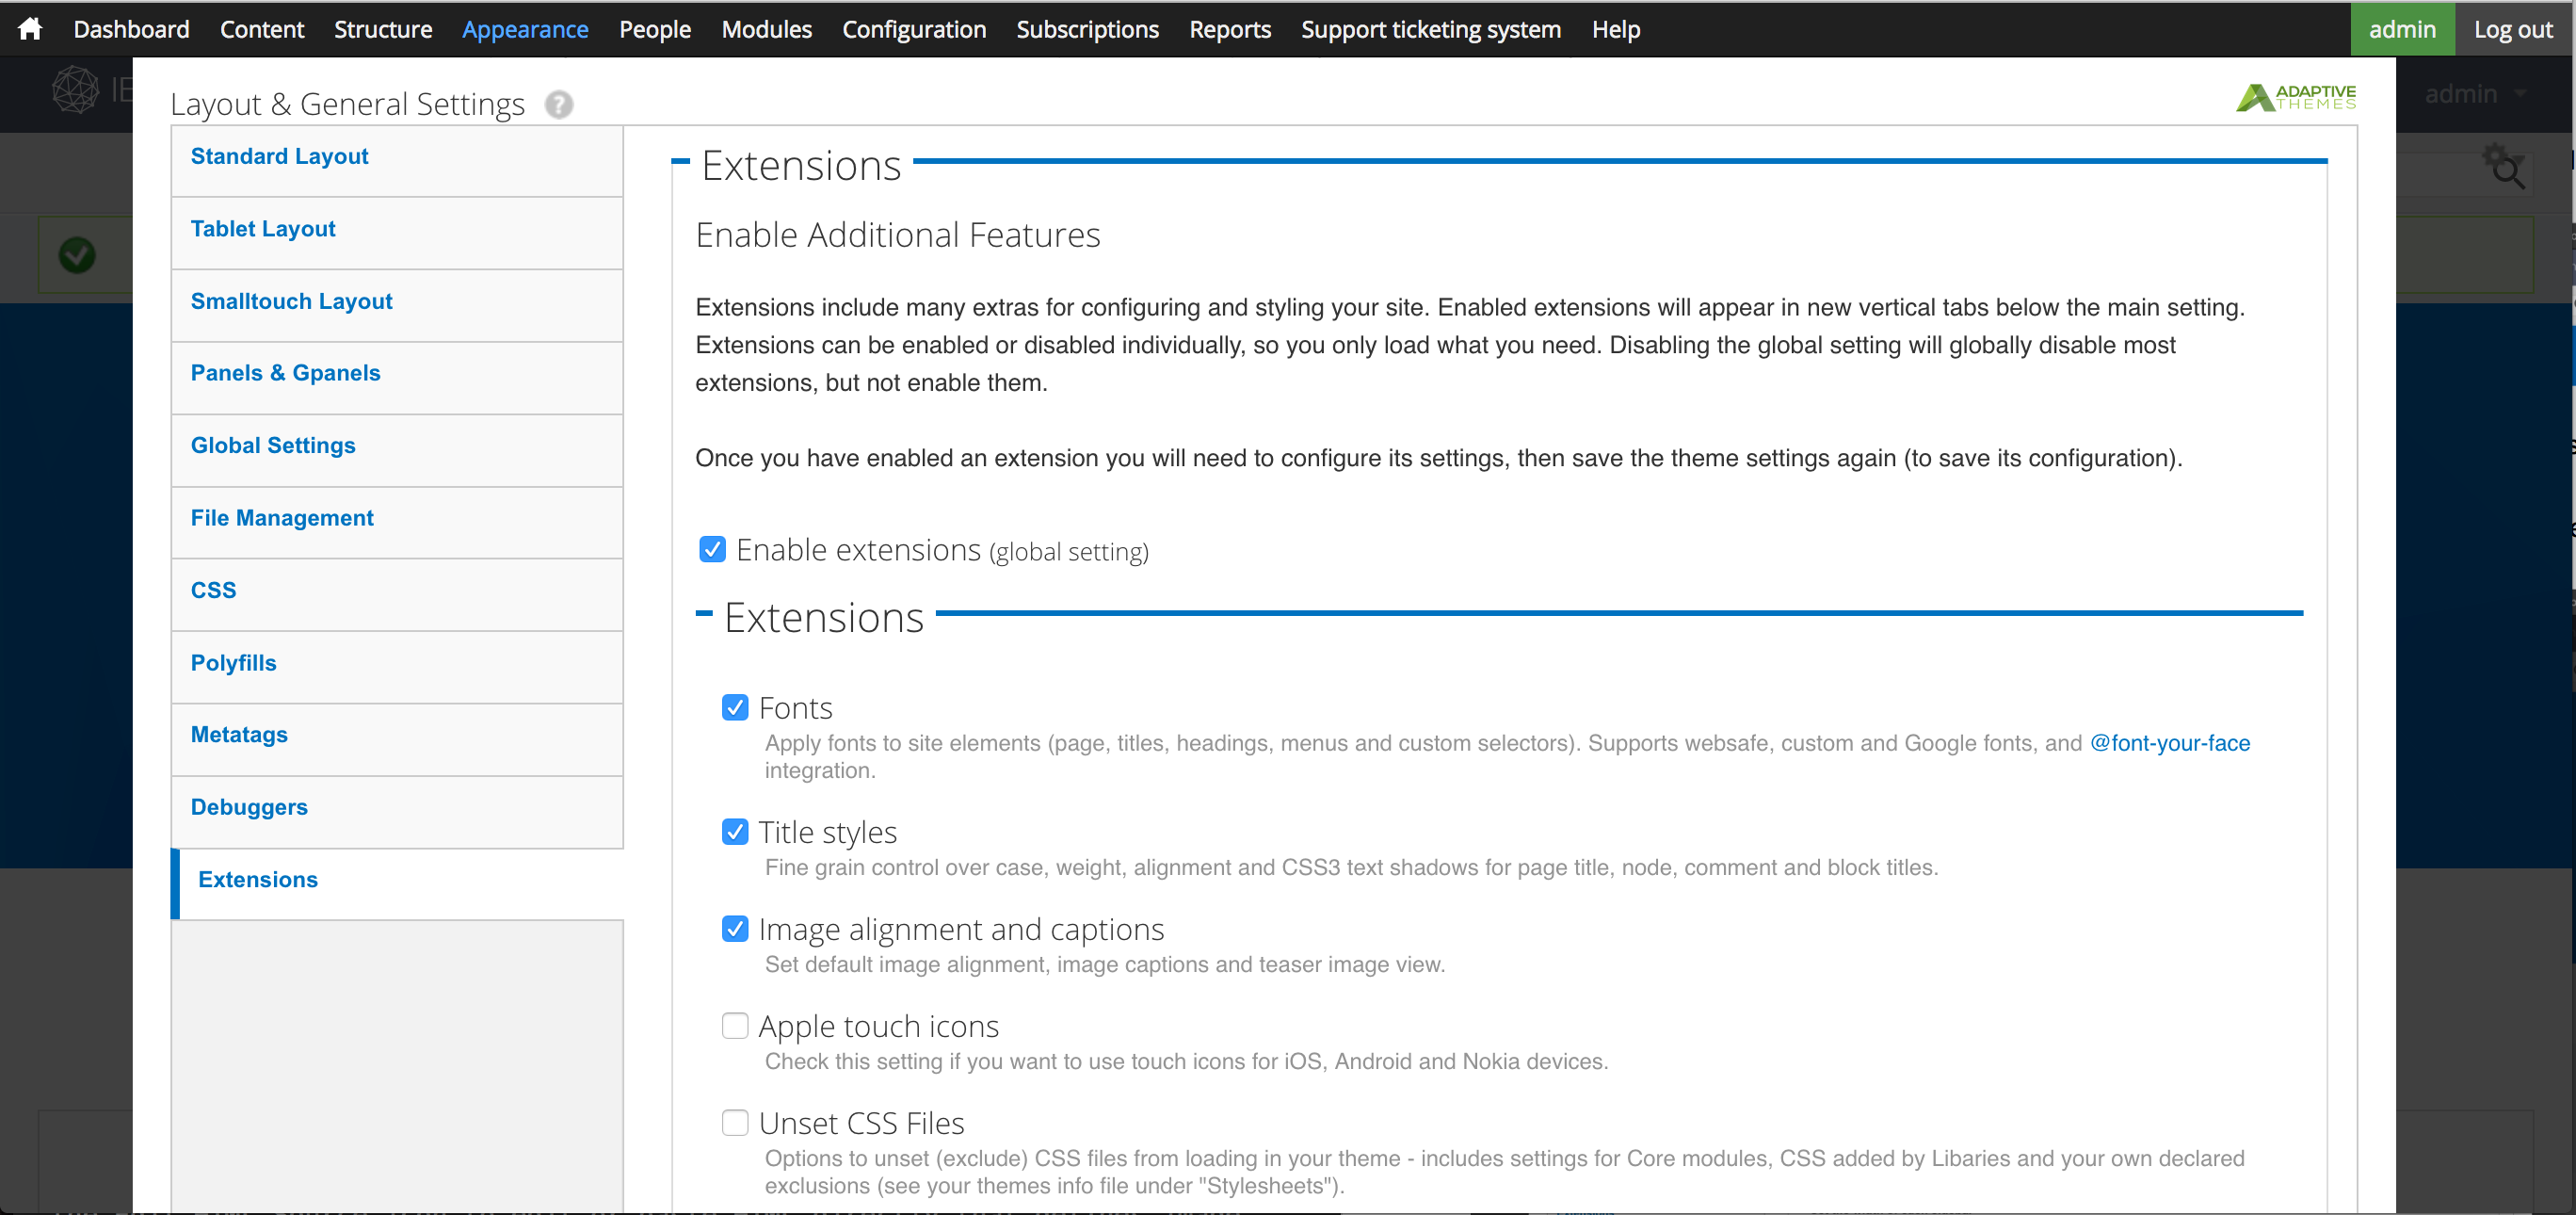 Dashboard Content Structure Appearance People Modules Configuration Subscriptions Reports Support ticketing system Help admin Log out
IE
admin
Layout & General Settings ?
ADAPTIVE
THEMES
Standard Layout
Tablet Layout
Smalltouch Layout
Panels & Gpanels
Global Settings
File Management
CSS
Polyfills
Metatags
Debuggers
Extensions
Extensions
Enable Additional Features
Extensions include many extras for configuring and styling your site. Enabled extensions will appear in new vertical tabs below the main setting.
Extensions can be enabled or disabled individually, so you only load what you need. Disabling the global setting will globally disable most
extensions, but not enable them.
Once you have enabled an extension you will need to configure its settings, then save the theme settings again (to save its configuration).
Enable extensions (global setting)
Extensions
Fonts
Apply fonts to site elements (page, titles, headings, menus and custom selectors). Supports websafe, custom and Google fonts, and @font-your-face
integration.
Title styles
Fine grain control over case, weight, alignment and CSS3 text shadows for page title, node, comment and block titles.
Image alignment and captions
Set default image alignment, image captions and teaser image view.
Apple touch icons
Check this setting if you want to use touch icons for iOS, Android and Nokia devices.
Unset CSS Files
Options to unset (exclude) CSS files from loading in your theme - includes settings for Core modules, CSS added by Libaries and your own declared
exclusions (see your themes info file under "Stylesheets").